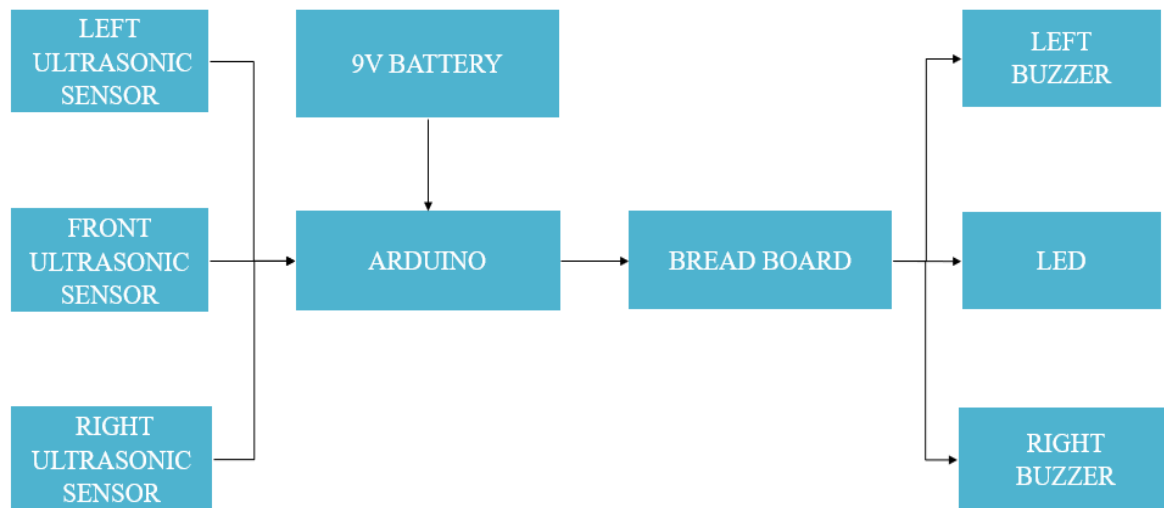 LEFT
ULTRASONIC
SENSOR
9V BATTERY
LEFT
BUZZER
FRONT
ULTRASONIC
SENSOR
ARDUINO
BREAD BOARD
LED
RIGHT
ULTRASONIC
SENSOR
RIGHT
BUZZER